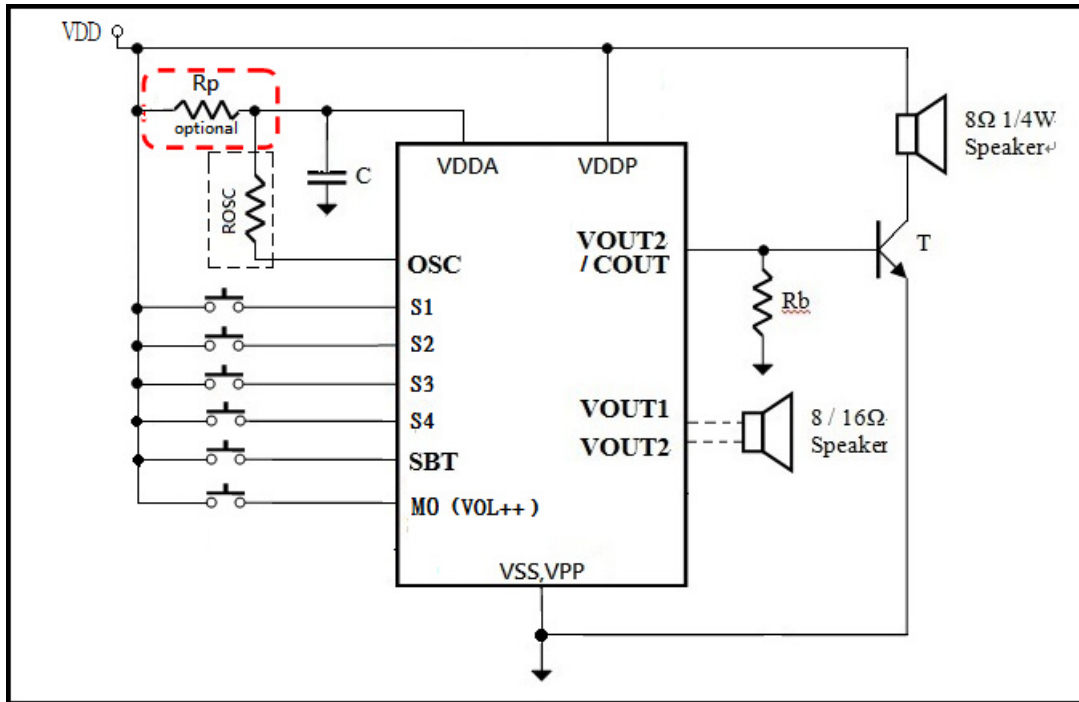 VDD
Rp
optional
ROSC
C
VDDA
VDDP
8Ω 1/4W
Speaker↵
OSC
VOUT2
/ COUT
T
Rb
S1
S2
S3
S4
SBT
M0 (VOL++)
VOUT1
VOUT2
8 / 16Ω
Speaker
VSS,VPP